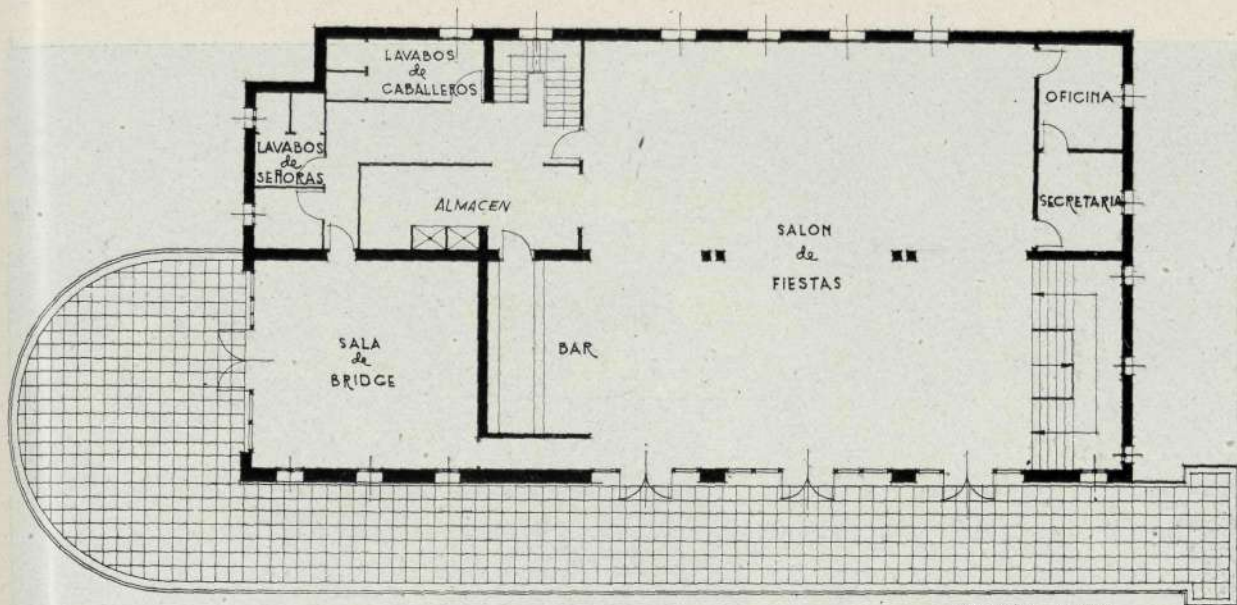 LAVABOS
de
CABALLEROS
OFICINA
LAVABOS
de
SEÑORAS
ALMACEN
SECRETARIA
SALON
de
FIESTAS
SALA
de
BRIDGE
BAR